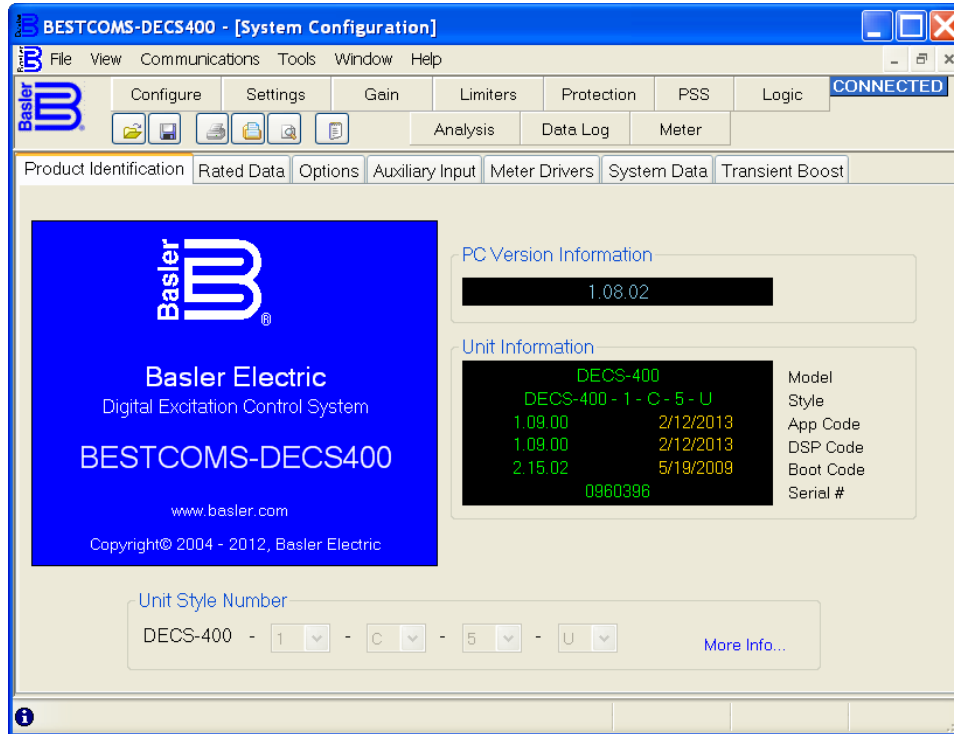 BESTCOMS-DECS400 - [System Configuration]
File View Communications Tools Window Help
Basler
Configure Settings Gain Limiters Protection PSS Logic CONNECTED
Analysis Data Log Meter
Product Identification Rated Data Options Auxiliary Input Meter Drivers System Data Transient Boost
Basler
®
Basler Electric
Digital Excitation Control System
BESTCOMS-DECS400
www.basler.com
Copyright© 2004 - 2012, Basler Electric
PC Version Information
1.08.02
Unit Information
DECS-400 Model
DECS-400 - 1 - C - 5 - U Style
1.09.00 2/12/2013 App Code
1.09.00 2/12/2013 DSP Code
2.15.02 5/19/2009 Boot Code
0960396 Serial #
Unit Style Number
DECS-400 - 1 - C - 5 - U More Info...